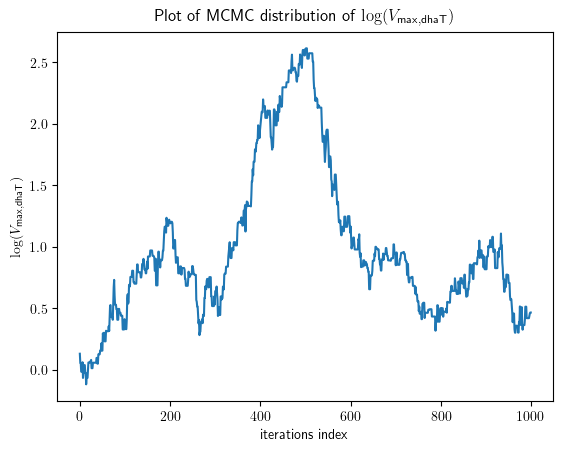 Plot of MCMC distribution of log(V_max,dhaT)
log(V_max,dhaT)
2.5
2.0
1.5
1.0
0.5
0.0
0 200 400 600 800 1000
iterations index